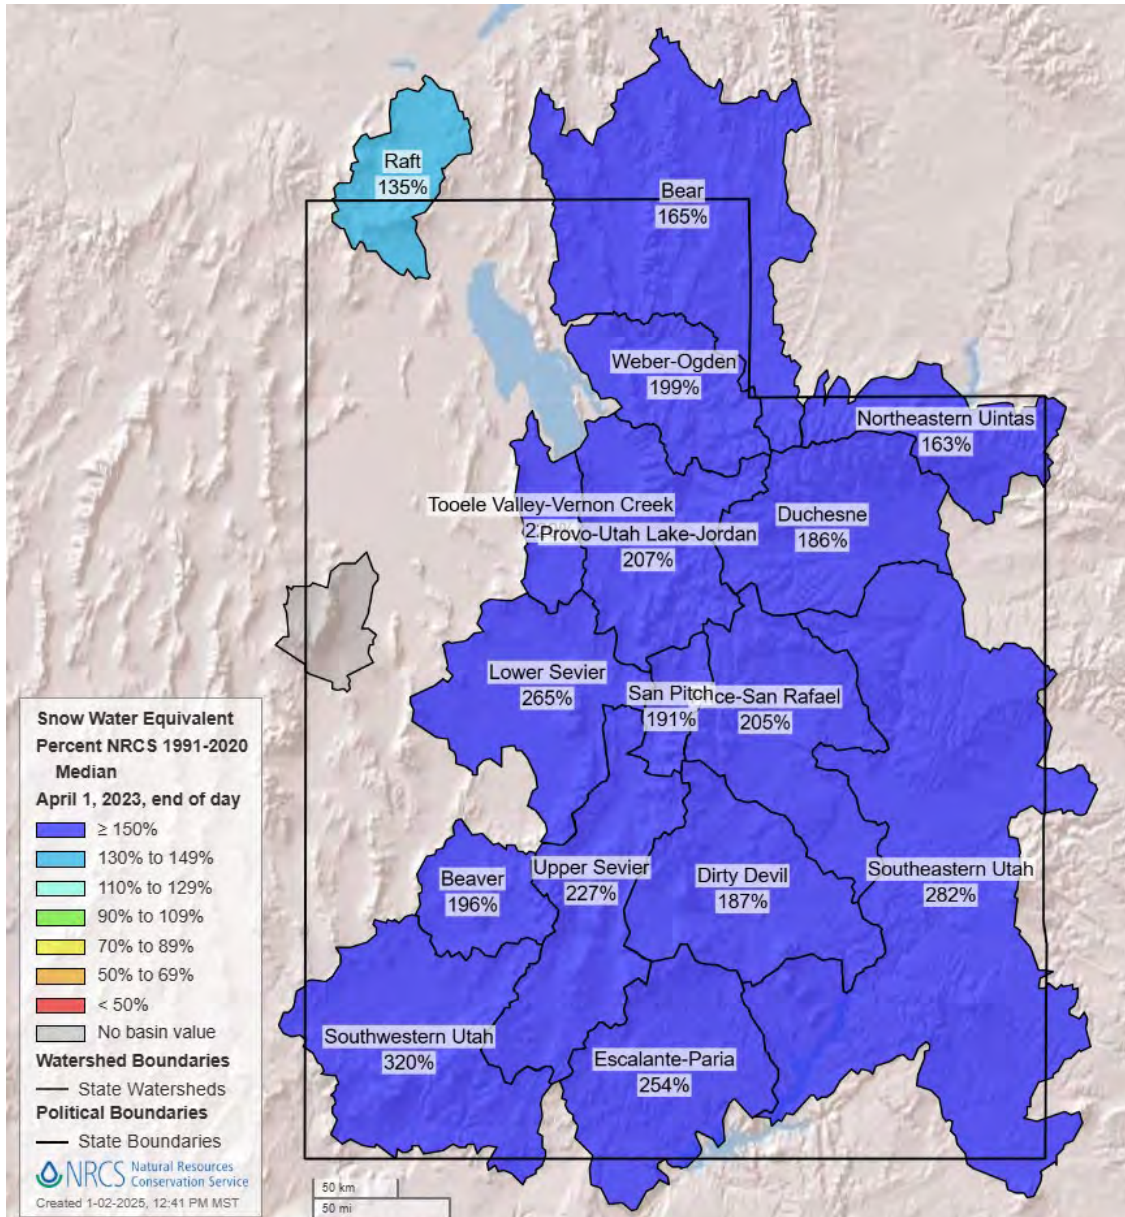 Raft
135%
Bear
165%
Weber-Ogden
199%
Northeastern Uintas
163%
Tooele Valley-Vernon Creek
Provo-Utah Lake-Jordan
207%
Duchesne
186%
Lower Sevier
265%
San Pitch
191%
ce-San Rafael
205%
Upper Sevier
227%
Beaver
196%
Dirty Devil
187%
Southeastern Utah
282%
Southwestern Utah
320%
Escalante-Paria
254%
Snow Water Equivalent
Percent NRCS 1991-2020
Median
April 1, 2023, end of day
≥ 150%
130% to 149%
110% to 129%
90% to 109%
70% to 89%
50% to 69%
< 50%
No basin value
Watershed Boundaries
State Watersheds
Political Boundaries
State Boundaries
NRCS Natural Resources
Conservation Service
Created 1-02-2025, 12:41 PM MST
50 km
50 mi